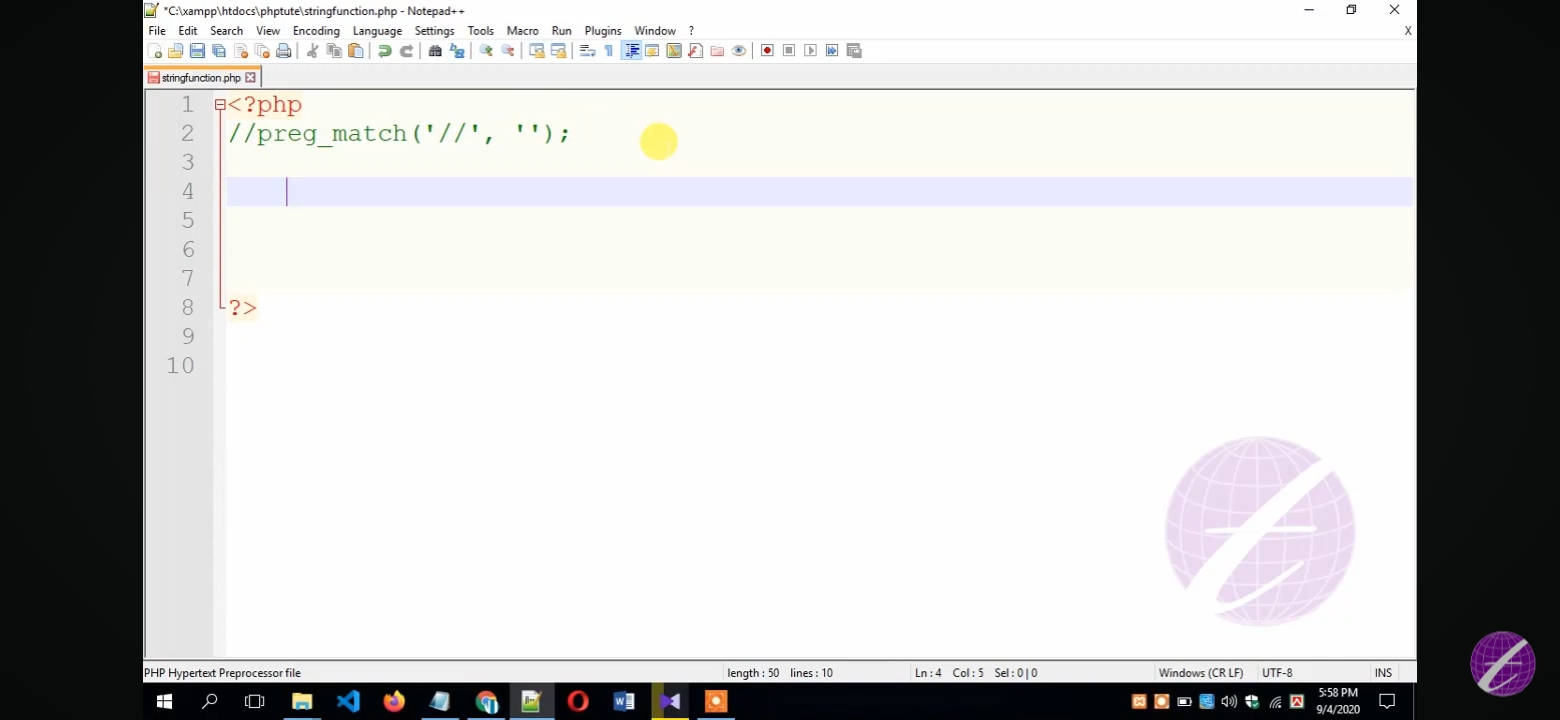 *C:\xampp\htdocs\phptute\stringfunction.php - Notepad++
File Edit Search View Encoding Language Settings Tools Macro Run Plugins Window ? X
stringfunction.php
1 <?php
2 //preg_match('//', '');
3
4
5
6
7
8 ?>
9
10
PHP Hypertext Preprocessor file length : 50 lines : 10 Ln : 4 Col : 5 Sel : 0 | 0 Windows (CR LF) UTF-8 INS
5:58 PM
9/4/2020